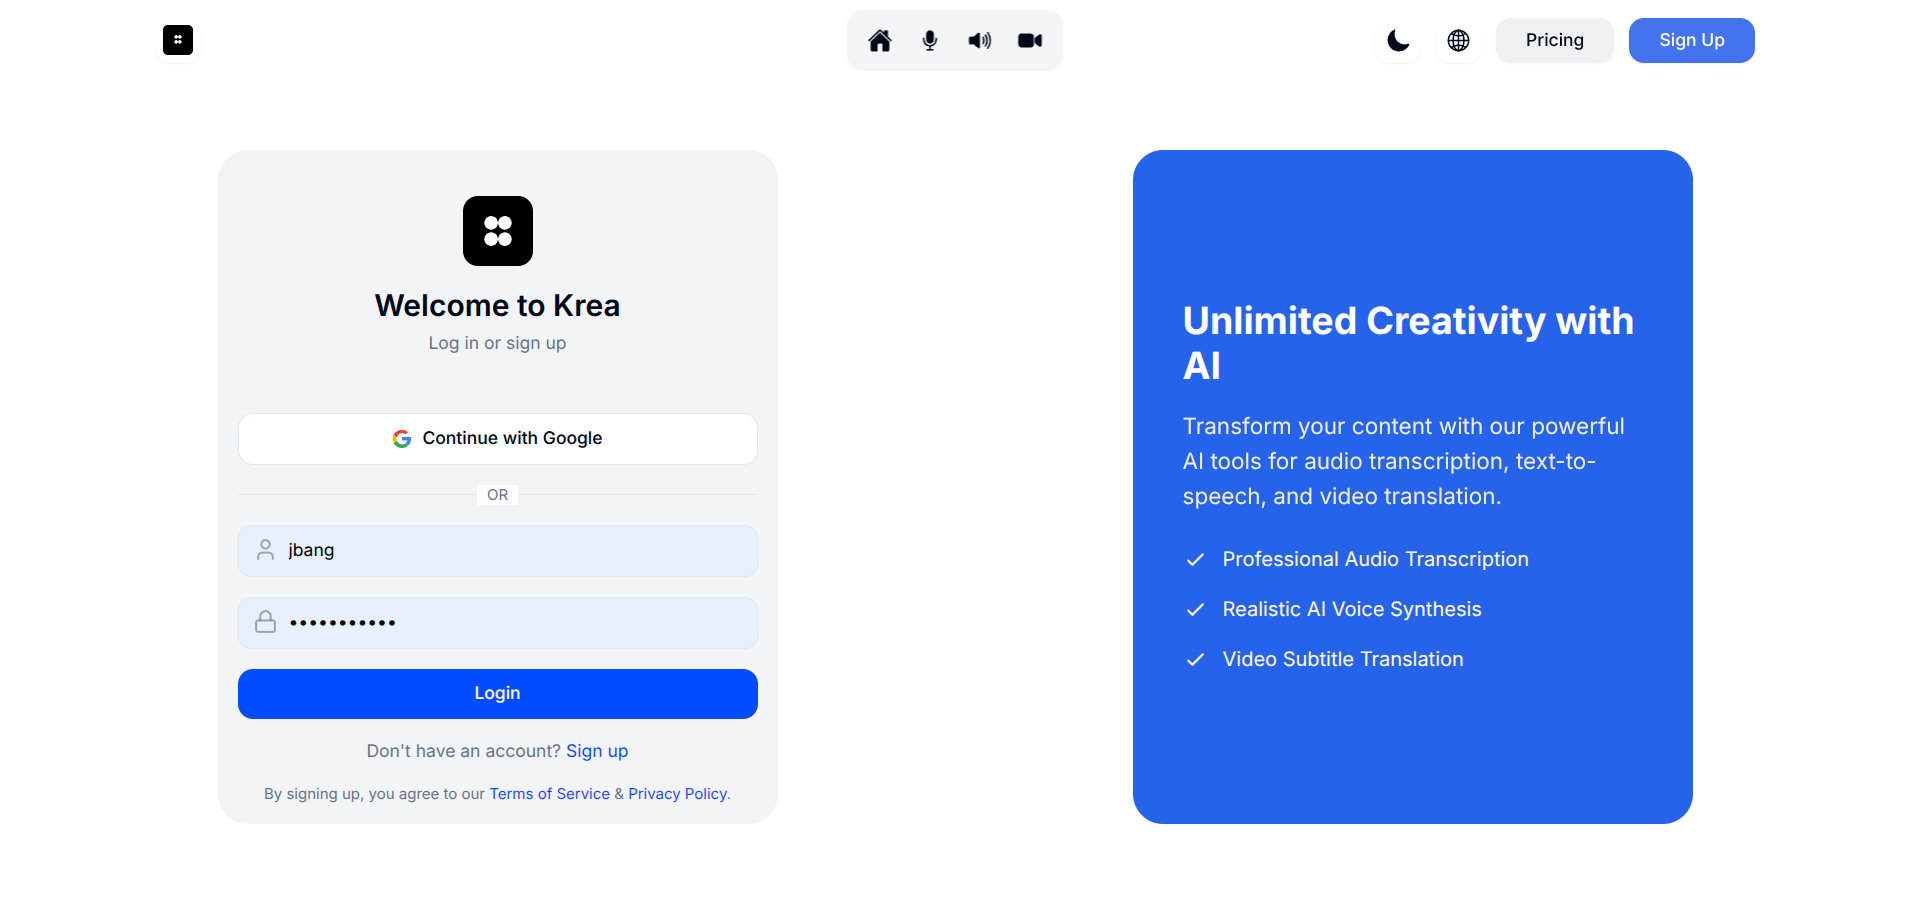 Pricing
Sign Up
Welcome to Krea
Log in or sign up
Continue with Google
OR
jbang
•••••••••••
Login
Don't have an account? Sign up
By signing up, you agree to our Terms of Service & Privacy Policy.
Unlimited Creativity with
AI
Transform your content with our powerful
AI tools for audio transcription, text-to-
speech, and video translation.
Professional Audio Transcription
Realistic AI Voice Synthesis
Video Subtitle Translation